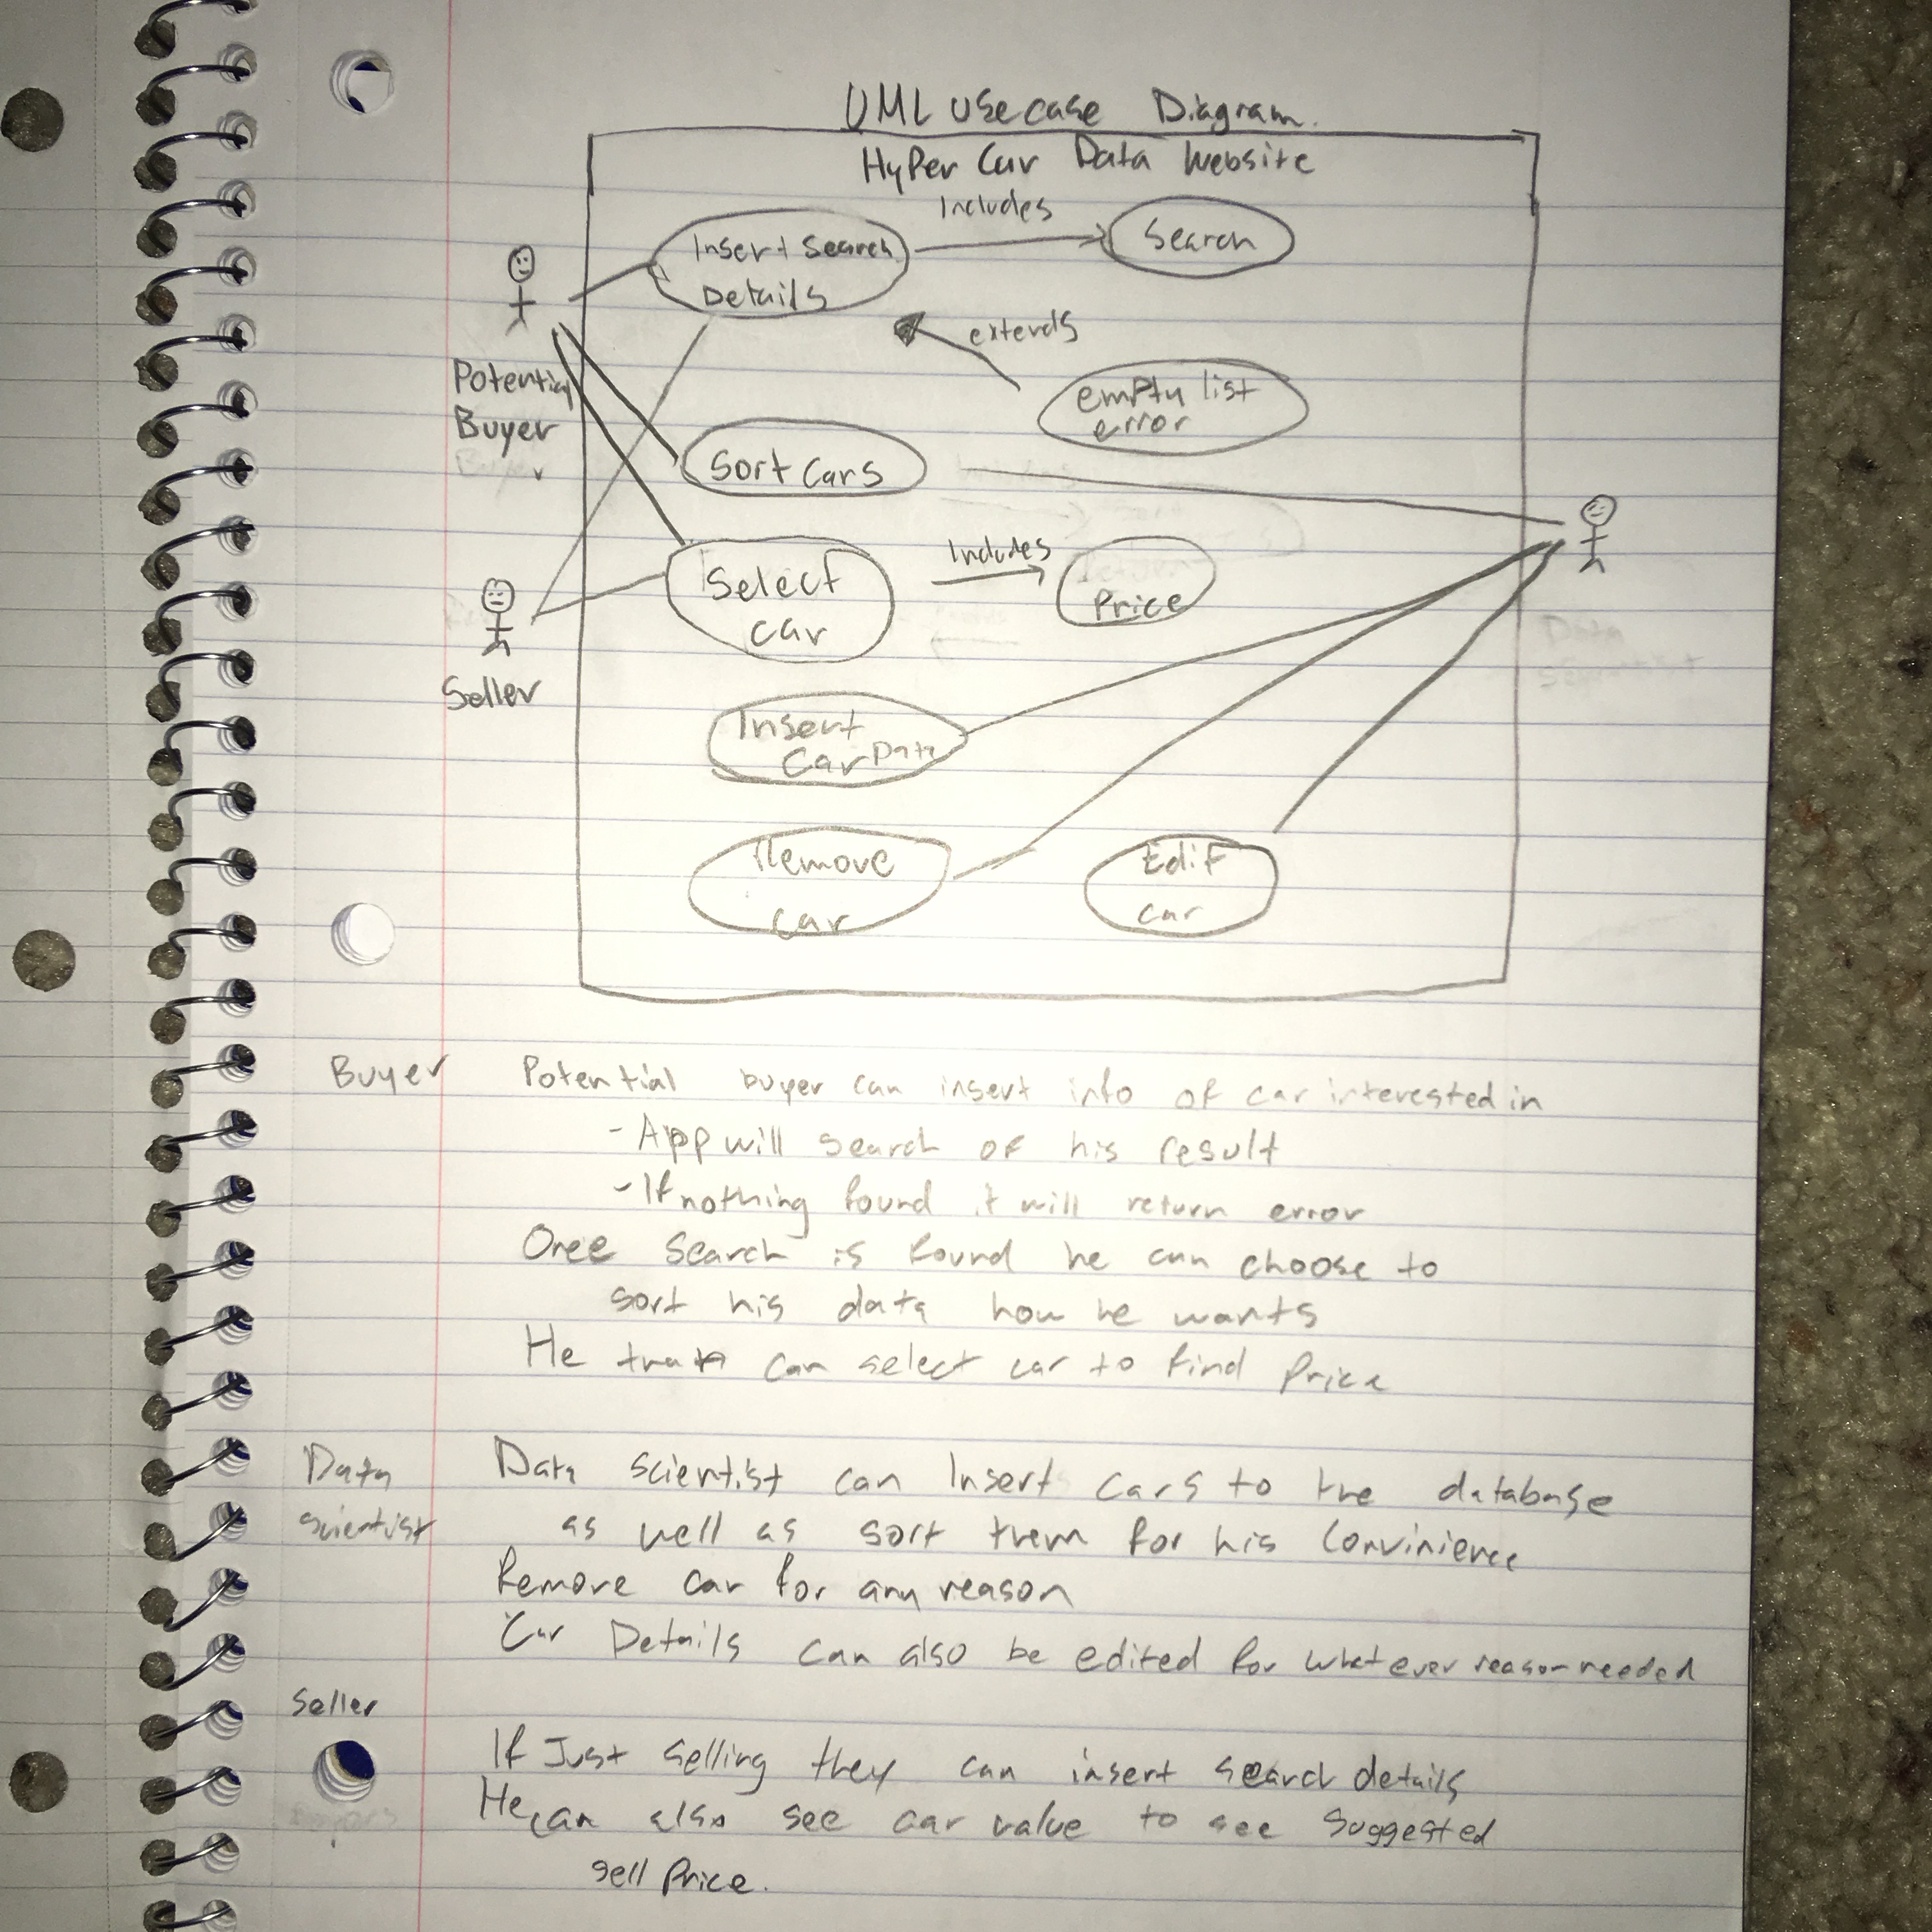 UML Use case Diagram.
HyPer Car Data Website
Includes
Insert Search
Details
Search
extends
Potential
Buyer
Buyer
empty list
error
Sort Cars
Includes
Select
car
Price
Seller
Data
Scientist
Insert
Car Data
Remove
car
Edit
car
Buyer Potential buyer can insert info of car interested in
- App will search of his result
- If nothing found it will return error
Once search is found he can choose to
sort his data how he wants
He can select car to find Price
Data Data scientist can Insert cars to the database
scientist as well as sort them for his Convinience
Remove car for any reason
Car Details can also be edited for whatever reason needed
Seller
If Just selling they can insert search details
He can also see car value to see suggested
sell Price.